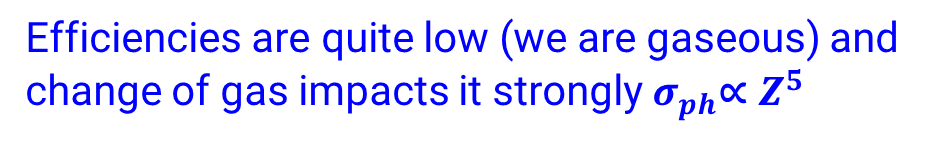 Efficiencies are quite low (we are gaseous) and
change of gas impacts it strongly 𝝈ₚₕ∝ 𝒁⁵